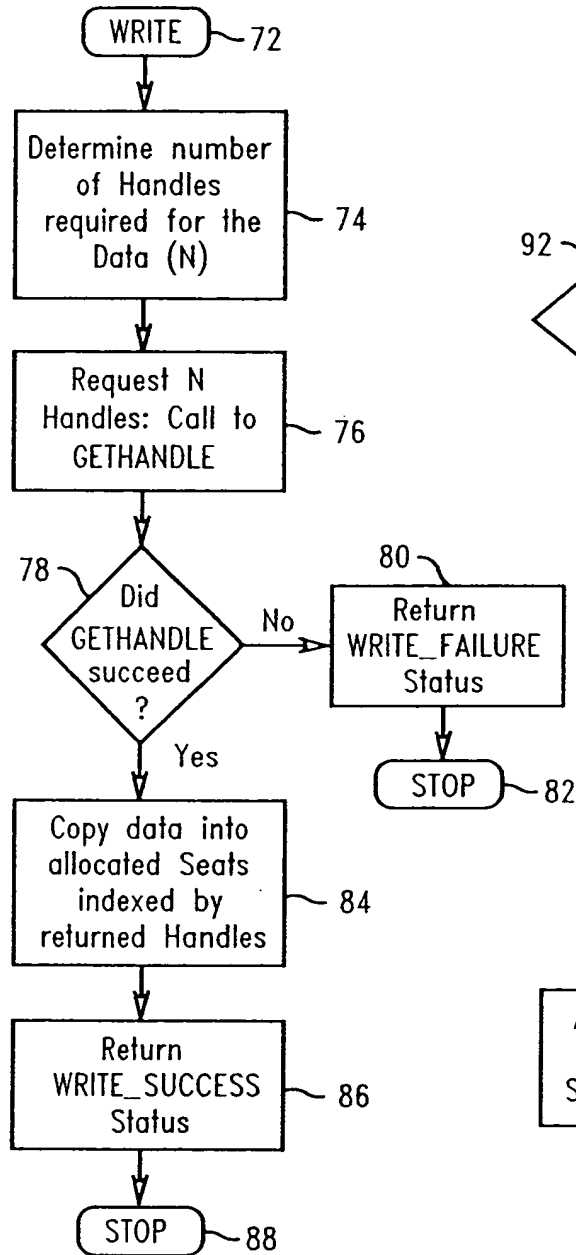 WRITE
72
Determine number
of Handles
required for the
Data (N)
74
Request N
Handles: Call to
GETHANDLE
76
78
Did
GETHANDLE
succeed
?
No
Yes
80
Return
WRITE_FAILURE
Status
STOP
82
Copy data into
allocated Seats
indexed by
returned Handles
84
Return
WRITE_SUCCESS
Status
86
STOP
88
92
S